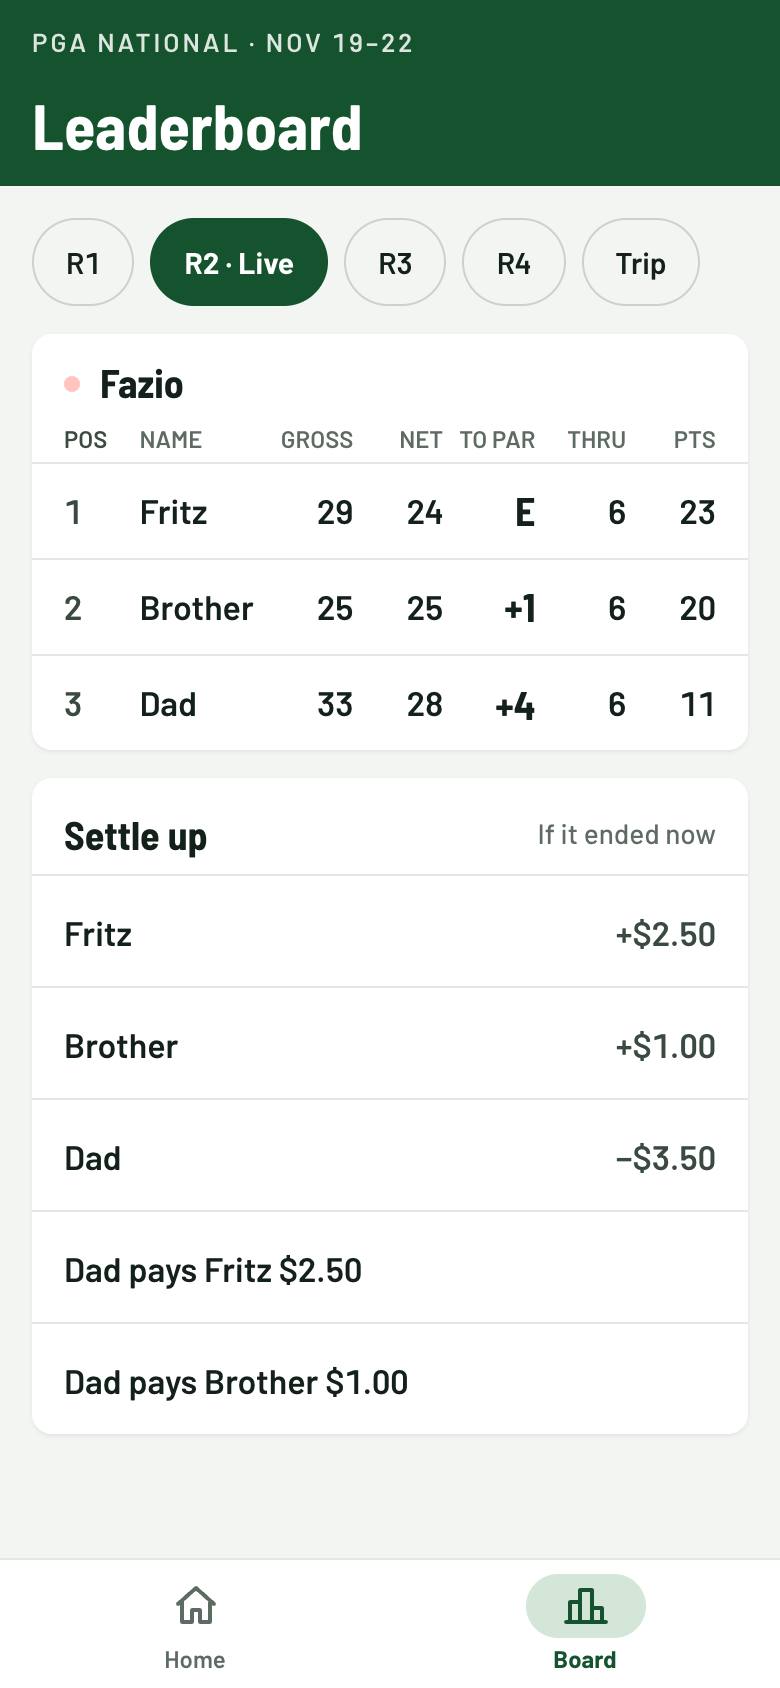 PGA NATIONAL · NOV 19–22
Leaderboard
R1 R2 · Live R3 R4 Trip
Fazio
POS NAME GROSS NET TO PAR THRU PTS
1 Fritz 29 24 E 6 23
2 Brother 25 25 +1 6 20
3 Dad 33 28 +4 6 11
Settle up If it ended now
Fritz +$2.50
Brother +$1.00
Dad −$3.50
Dad pays Fritz $2.50
Dad pays Brother $1.00
Home Board